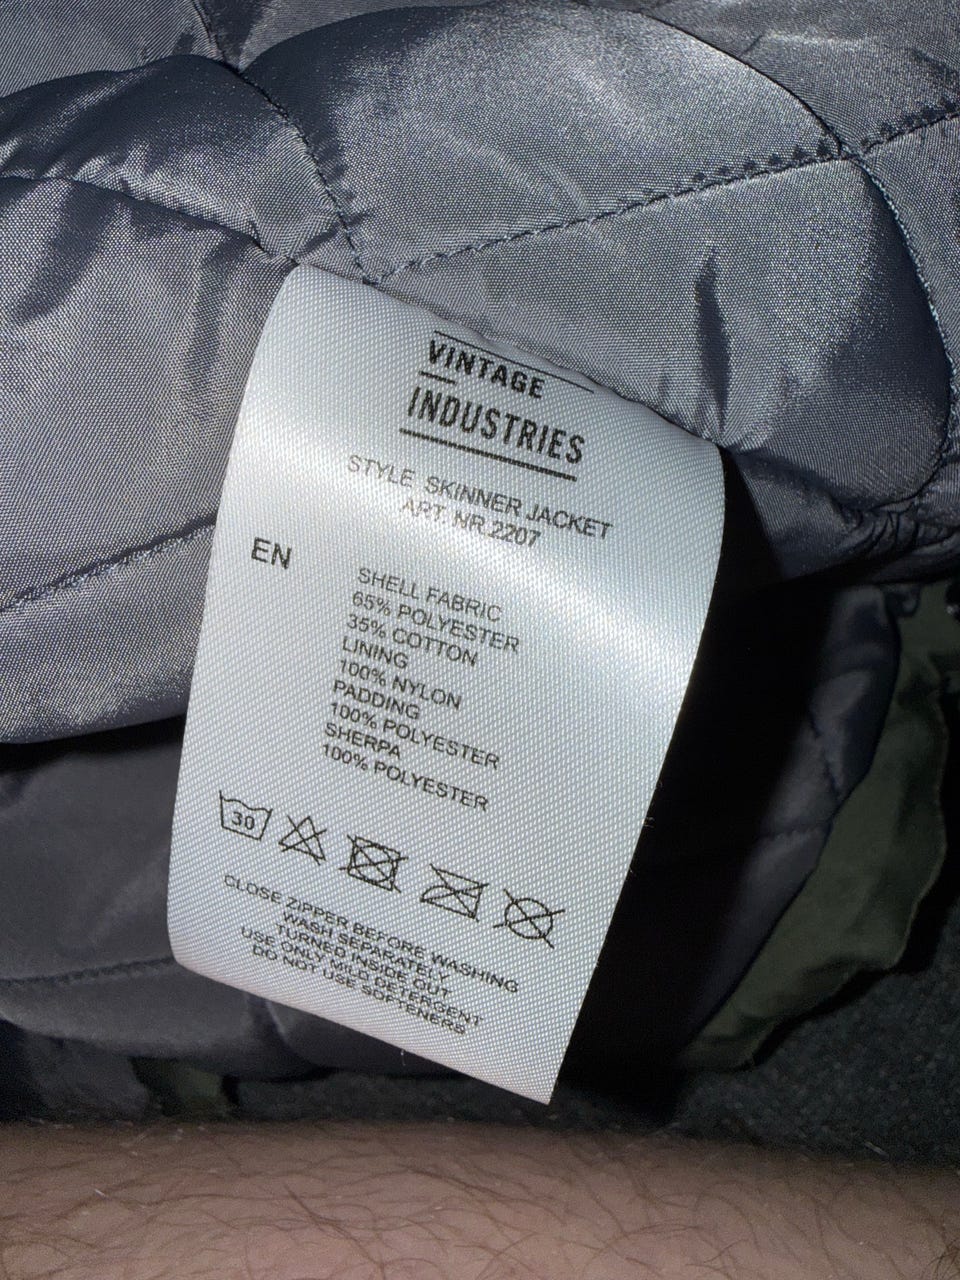 VINTAGE
INDUSTRIES
STYLE SKINNER JACKET
ART. NR.2207
EN
SHELL FABRIC
65% POLYESTER
35% COTTON
LINING
100% NYLON
PADDING
100% POLYESTER
SHERPA
100% POLYESTER
30
CLOSE ZIPPER BEFORE WASHING
WASH SEPARATELY
TURNED INSIDE OUT
USE ONLY MILD DETERGENT
DO NOT USE SOFTENERS